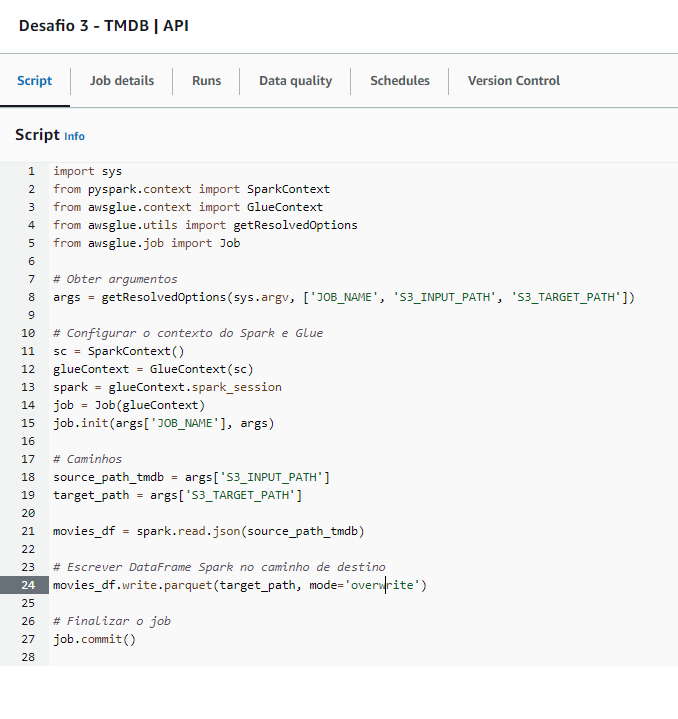 Desafio 3 - TMDB | API
Script Job details Runs Data quality Schedules Version Control
Script Info
1 import sys
2 from pyspark.context import SparkContext
3 from awsglue.context import GlueContext
4 from awsglue.utils import getResolvedOptions
5 from awsglue.job import Job
6
7 # Obter argumentos
8 args = getResolvedOptions(sys.argv, ['JOB_NAME', 'S3_INPUT_PATH', 'S3_TARGET_PATH'])
9
10 # Configurar o contexto do Spark e Glue
11 sc = SparkContext()
12 glueContext = GlueContext(sc)
13 spark = glueContext.spark_session
14 job = Job(glueContext)
15 job.init(args['JOB_NAME'], args)
16
17 # Caminhos
18 source_path_tmdb = args['S3_INPUT_PATH']
19 target_path = args['S3_TARGET_PATH']
20
21 movies_df = spark.read.json(source_path_tmdb)
22
23 # Escrever DataFrame Spark no caminho de destino
24 movies_df.write.parquet(target_path, mode='overwrite')
25
26 # Finalizar o job
27 job.commit()
28